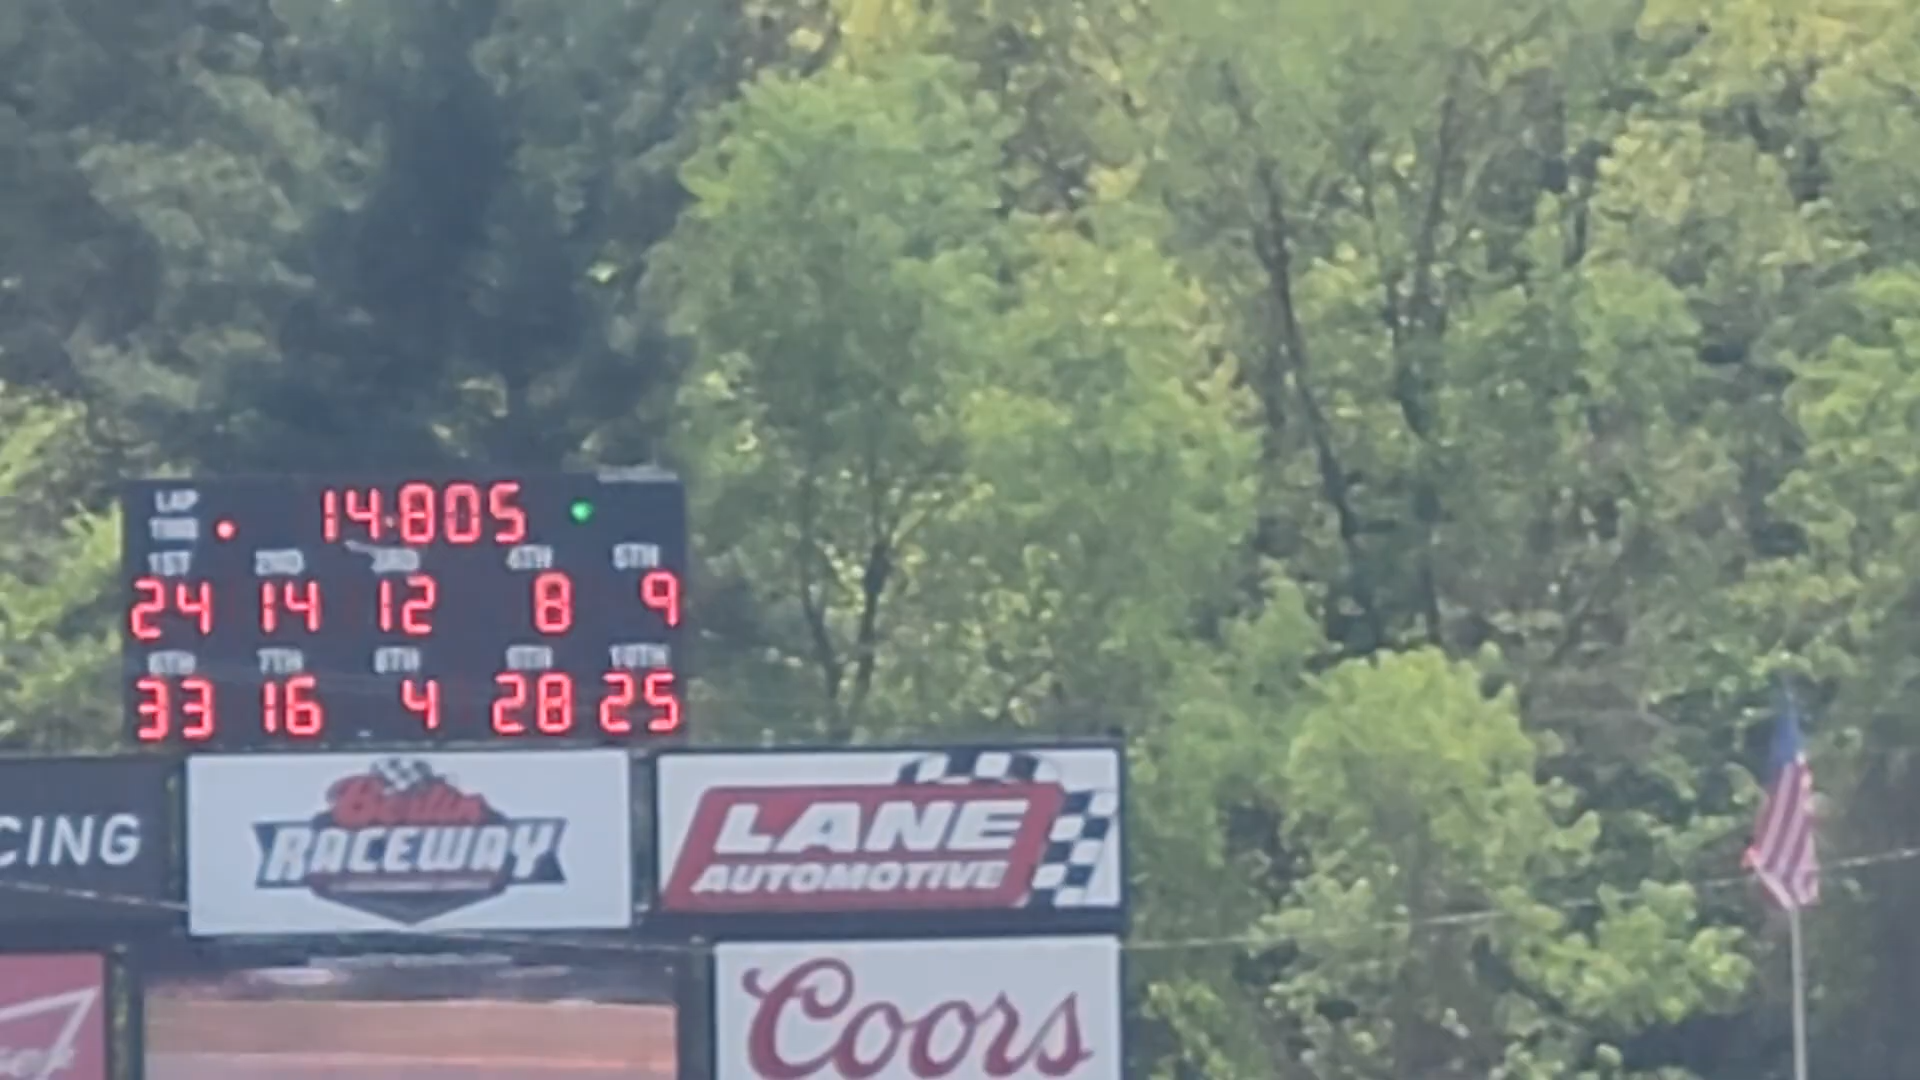 LAP
TIME 14.805
1ST 2ND 3RD 4TH 5TH
24 14 12 8 9
6TH 7TH 8TH 9TH 10TH
33 16 4 28 25
CING
Berlin
RACEWAY
LANE
AUTOMOTIVE
Coors